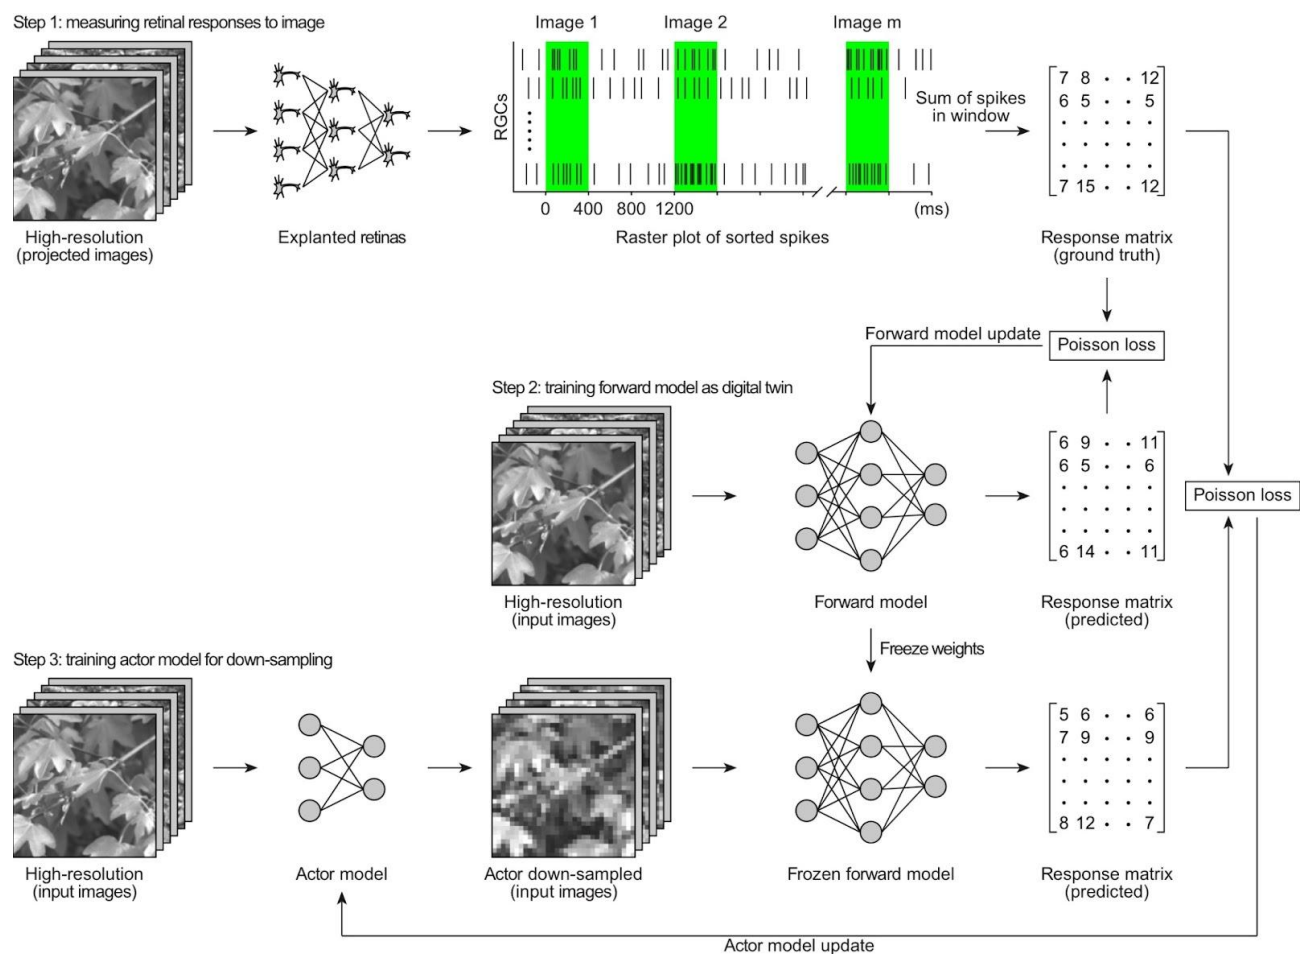 Step 1: measuring retinal responses to image
Image 1
Image 2
Image m
RGCs
Sum of spikes
in window
7 8 · · 12
6 5 · · 5
· · · · ·
· · · · ·
· · · · ·
7 15 · · 12
0 400 800 1200 (ms)
High-resolution
(projected images)
Explanted retinas
Raster plot of sorted spikes
Response matrix
(ground truth)
Forward model update
Poisson loss
Step 2: training forward model as digital twin
6 9 · · 11
6 5 · · 6
· · · · ·
· · · · ·
· · · · ·
6 14 · · 11
Poisson loss
High-resolution
(input images)
Forward model
Response matrix
(predicted)
Freeze weights
Step 3: training actor model for down-sampling
5 6 · · 6
7 9 · · 9
· · · · ·
· · · · ·
· · · · ·
8 12 · · 7
High-resolution
(input images)
Actor model
Actor down-sampled
(input images)
Frozen forward model
Response matrix
(predicted)
Actor model update